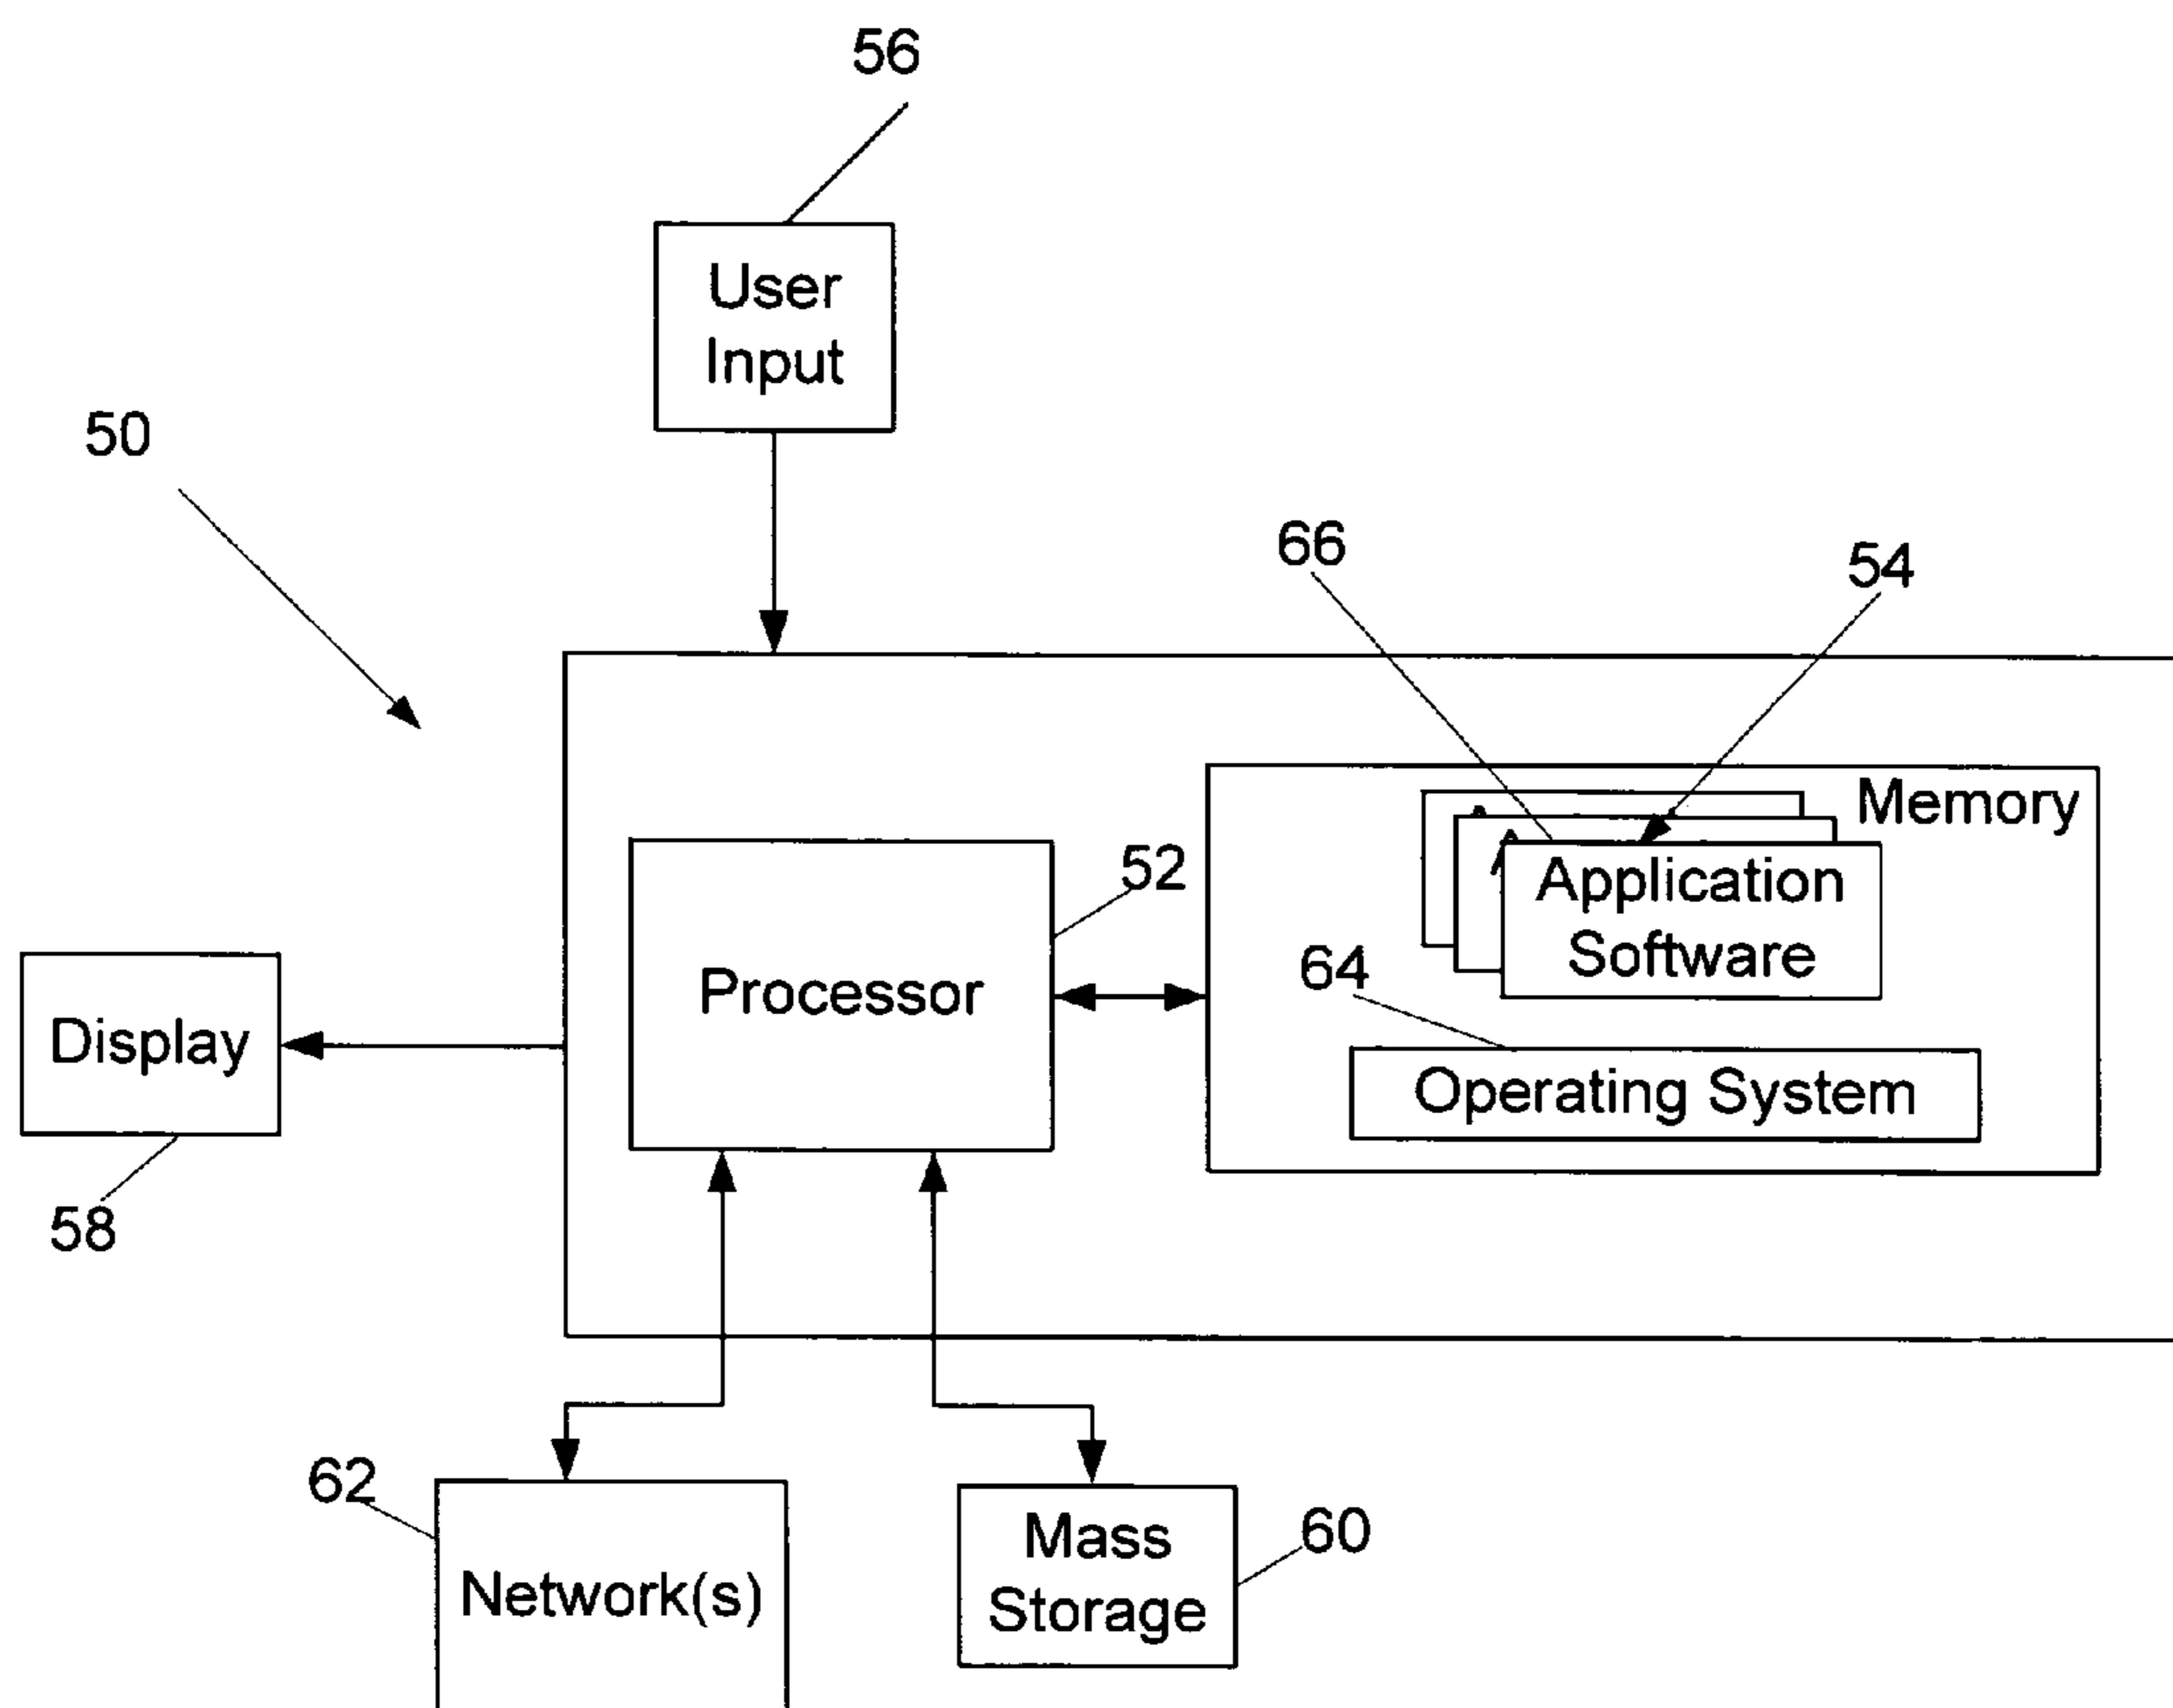 56
User
Input
50
66
54
Memory
Application
Software
52
Processor
64
Operating System
Display
58
62
Network(s)
Mass
Storage
60